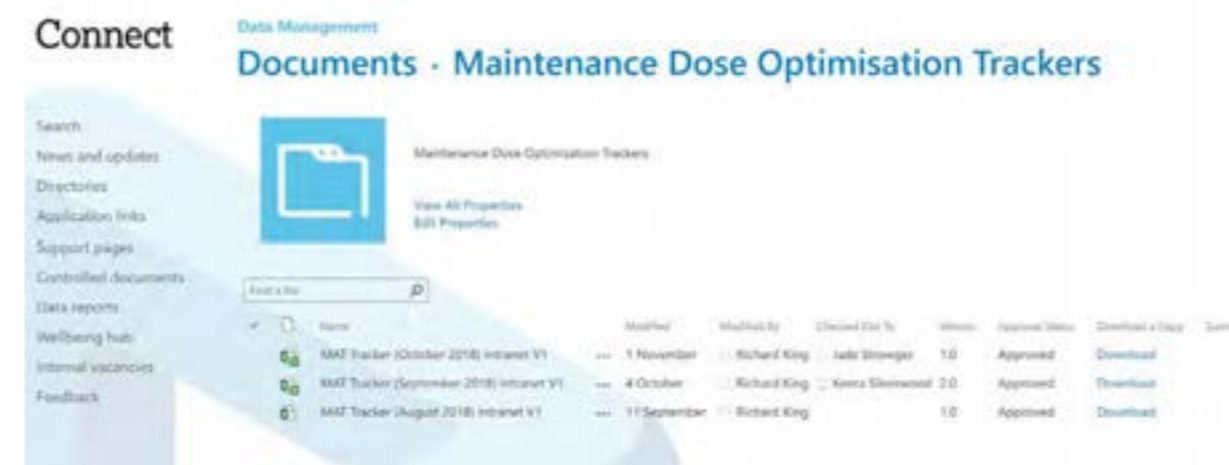 Connect
Data Management
Documents · Maintenance Dose Optimisation Trackers
Search
News and updates
Directories
Application links
Support pages
Controlled documents
Data reports
Wellbeing hub
Internal vacancies
Feedback
Maintenance Dose Optimisation Trackers
View All Properties
Edit Properties
Find a file
Name Modified Modified By Checked Out To Version Approval Status Download a Copy
MAT Tracker (October 2018) Intranet V1 ... 1 November Richard King Jade 1.0 Approved Download
MAT Tracker (September 2018) Intranet V1 ... 4 October Richard King 2.0 Approved Download
MAT Tracker (August 2018) Intranet V1 ... 11 September Richard King 1.0 Approved Download